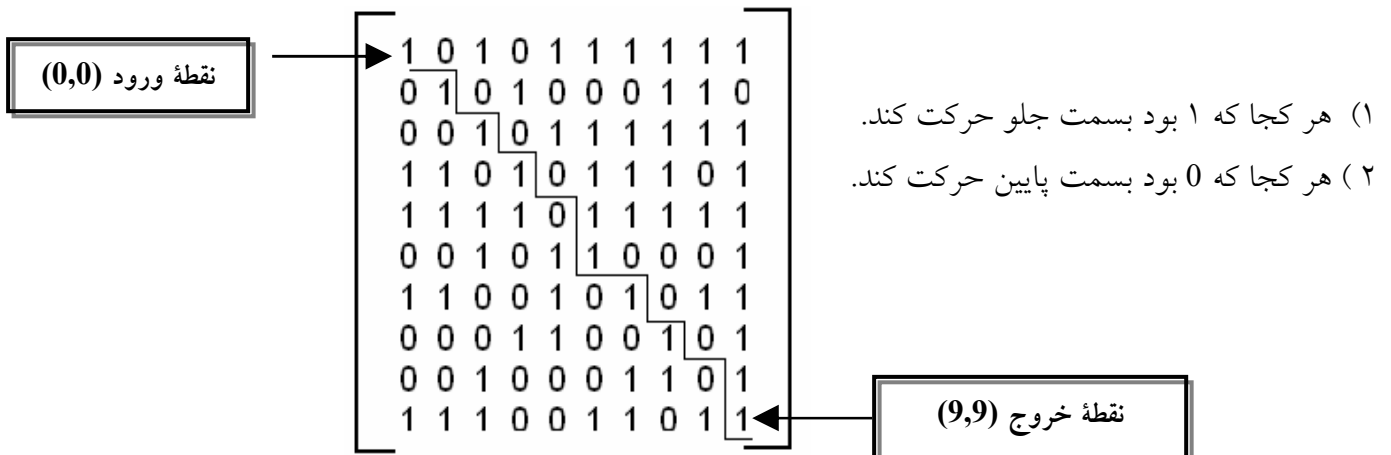 نقطهٔ ورود (0,0)
1 0 1 0 1 1 1 1 1 1
0 1 0 1 0 0 0 1 1 0
0 0 1 0 1 1 1 1 1 1
1 1 0 1 0 1 1 1 0 1
1 1 1 1 0 1 1 1 1 1
0 0 1 0 1 1 0 0 0 1
1 1 0 0 1 0 1 0 1 1
0 0 0 1 1 0 0 1 0 1
0 0 1 0 0 0 1 1 0 1
1 1 1 0 0 1 1 0 1 1
۱) هر کجا که ۱ بود بسمت جلو حرکت کند.
۲ ) هر کجا که 0 بود بسمت پایین حرکت کند.
نقطهٔ خروج (9,9)